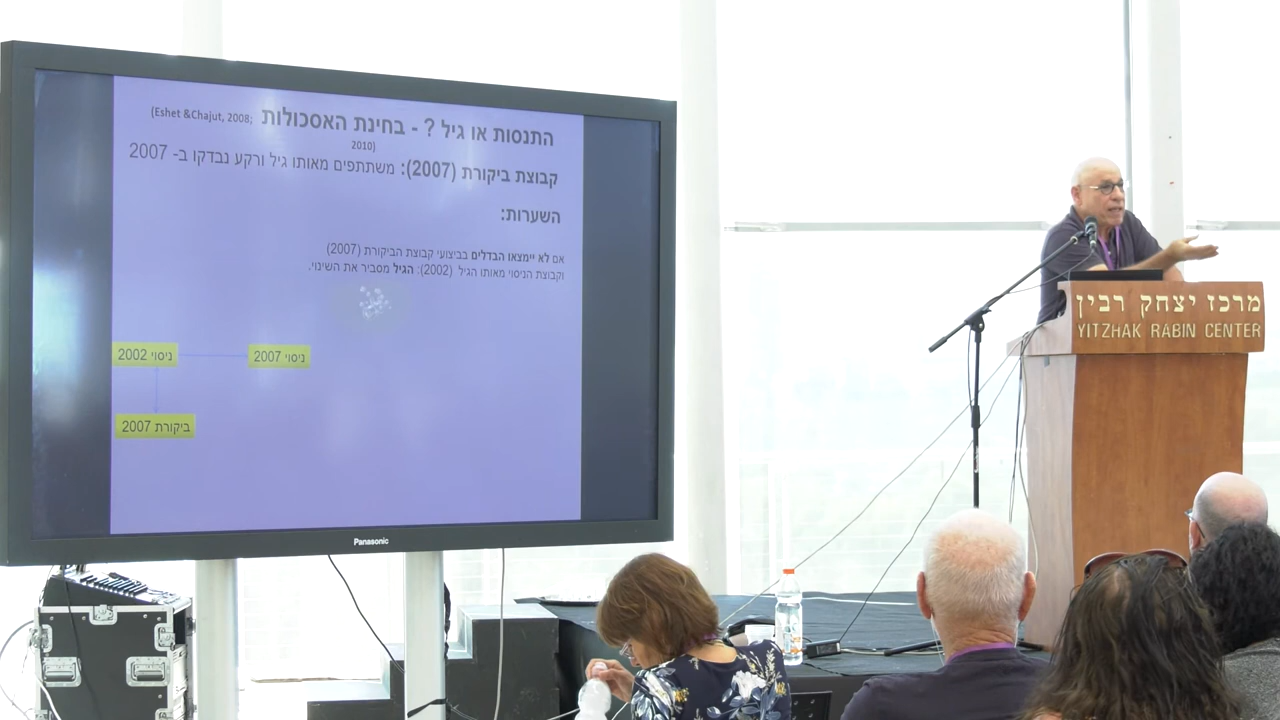 התנסות או גיל ? - בחינת האסכולות (Eshet &Chajut, 2008;
2010)
קבוצת ביקורת (2007): משתתפים מאותו גיל ורקע נבדקו ב- 2007
השערות:
אם לא יימצאו הבדלים בביצועי קבוצת הביקורת (2007)
וקבוצת הניסוי מאותו הגיל (2002): הגיל מסביר את השינוי.
ניסוי 2002
ניסוי 2007
ביקורת 2007
Panasonic
מרכז יצחק רבין
YITZHAK RABIN CENTER